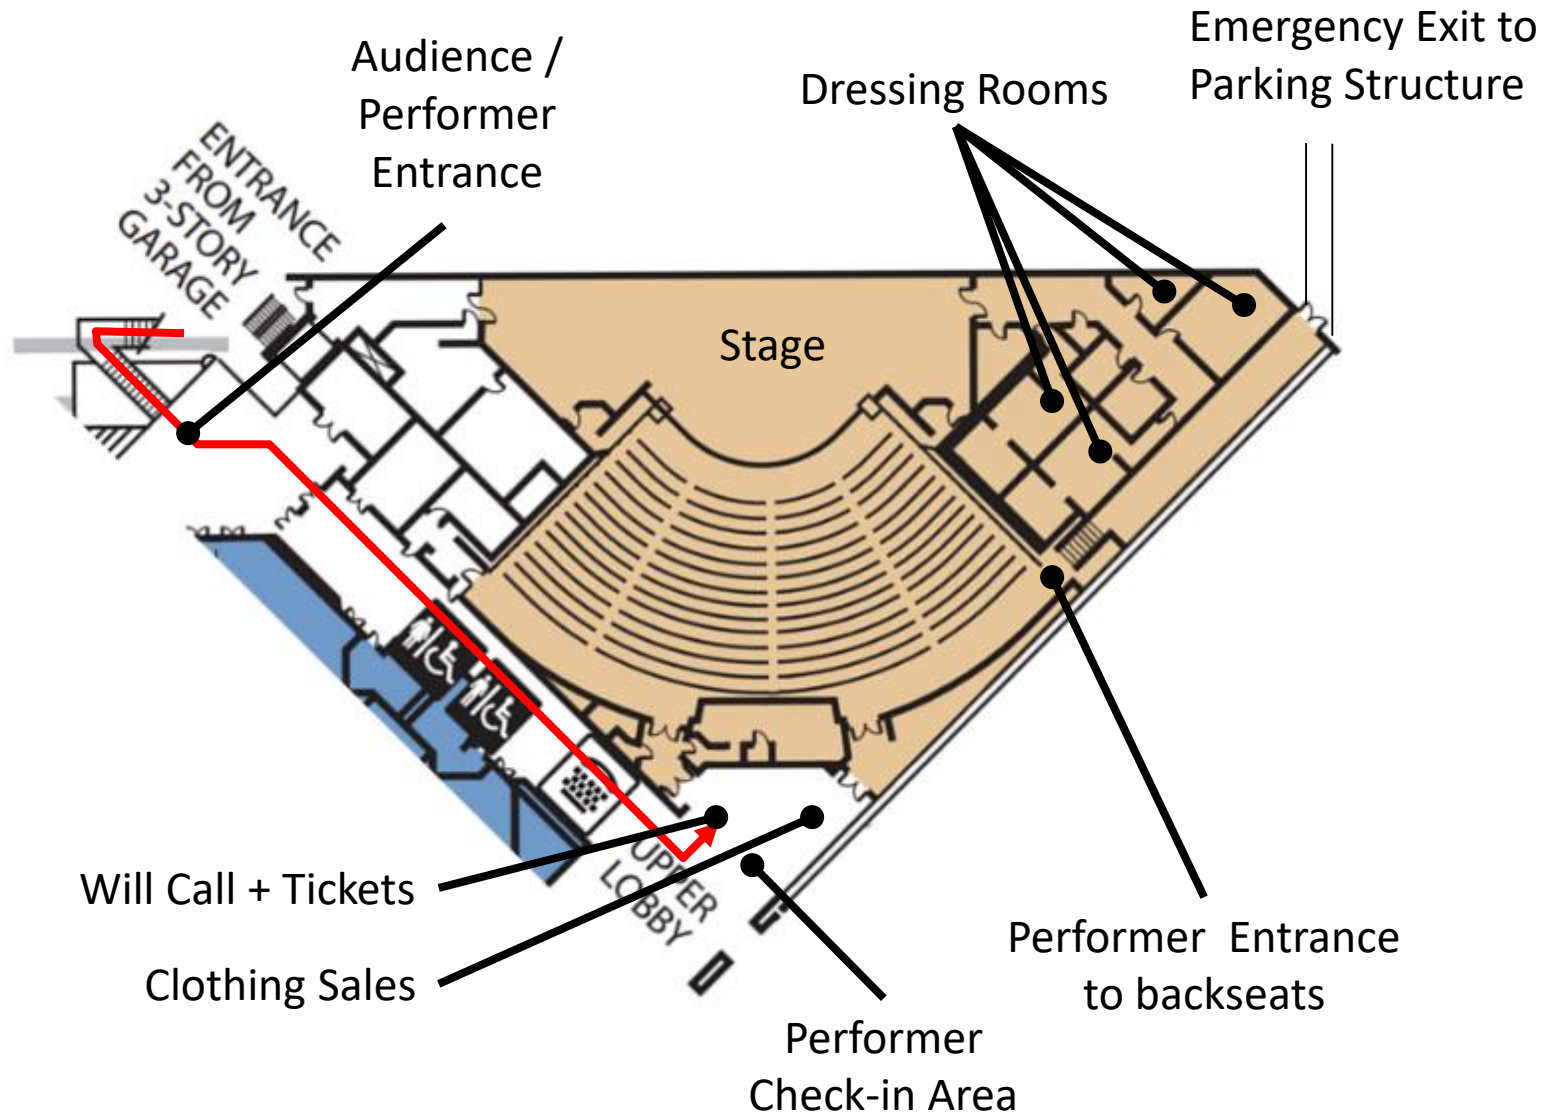 Audience /
Performer
Entrance
Dressing Rooms
Emergency Exit to
Parking Structure
ENTRANCE
FROM
3-STORY
GARAGE
Stage
UPPER
LOBBY
Will Call + Tickets
Clothing Sales
Performer
Check-in Area
Performer Entrance
to backseats